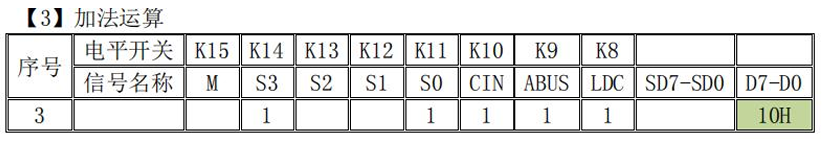 【3】加法运算
序号 电平开关 K15 K14 K13 K12 K11 K10 K9 K8
信号名称 M S3 S2 S1 S0 CIN ABUS LDC SD7-SD0 D7-D0
3 1 1 1 1 1 10H